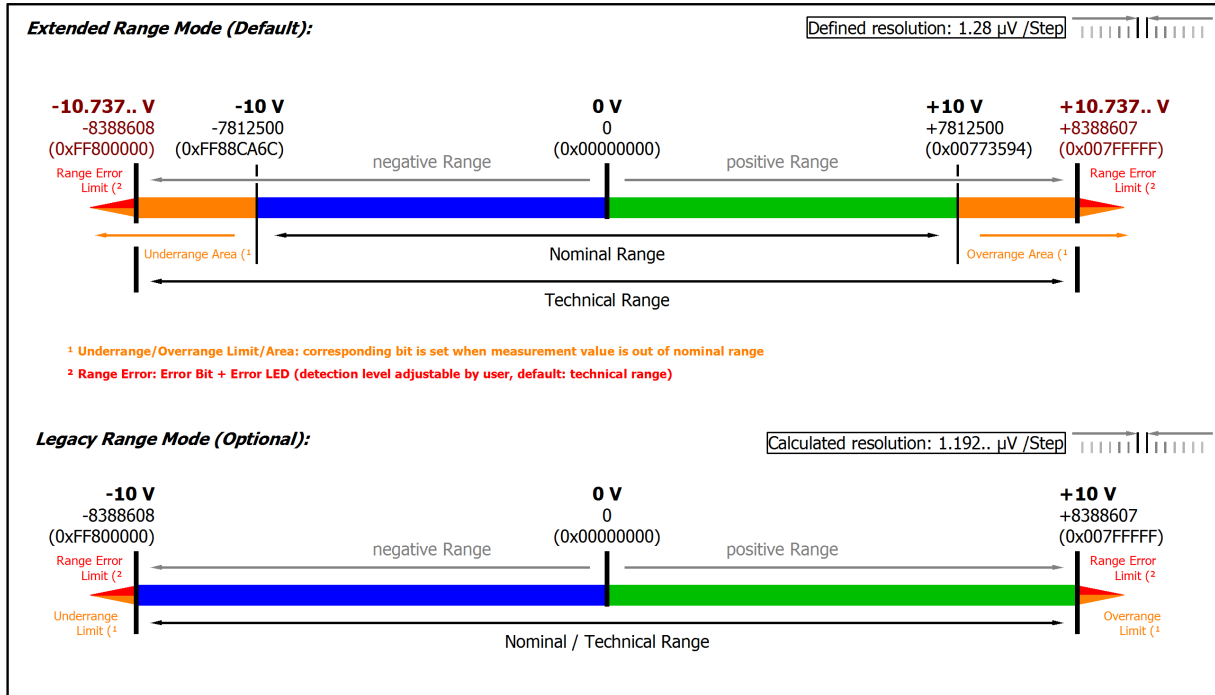 Extended Range Mode (Default):
Defined resolution: 1.28 µV /Step
-10.737.. V
-10 V
0 V
+10 V
+10.737.. V
-8388608
-7812500
0
+7812500
+8388607
(0xFF800000)
(0xFF88CA6C)
(0x00000000)
(0x00773594)
(0x007FFFFF)
negative Range
positive Range
Range Error
Limit (²
Range Error
Limit (²
Underrange Area (¹
Nominal Range
Overrange Area (¹
Technical Range
¹ Underrange/Overrange Limit/Area: corresponding bit is set when measurement value is out of nominal range
² Range Error: Error Bit + Error LED (detection level adjustable by user, default: technical range)
Legacy Range Mode (Optional):
Calculated resolution: 1.192.. µV /Step
-10 V
0 V
+10 V
-8388608
0
+8388607
(0xFF800000)
(0x00000000)
(0x007FFFFF)
negative Range
positive Range
Range Error
Limit (²
Range Error
Limit (²
Underrange
Limit (¹
Overrange
Limit (¹
Nominal / Technical Range